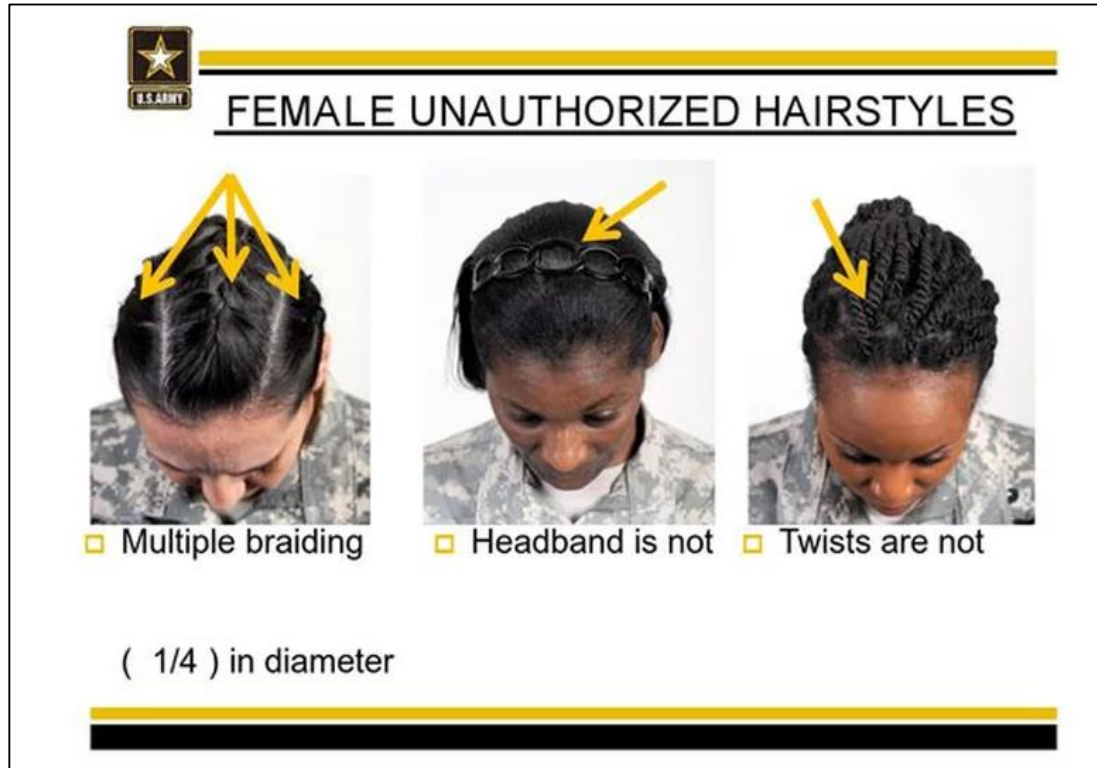 U.S.ARMY
FEMALE UNAUTHORIZED HAIRSTYLES
Multiple braiding
Headband is not
Twists are not
( 1/4 ) in diameter